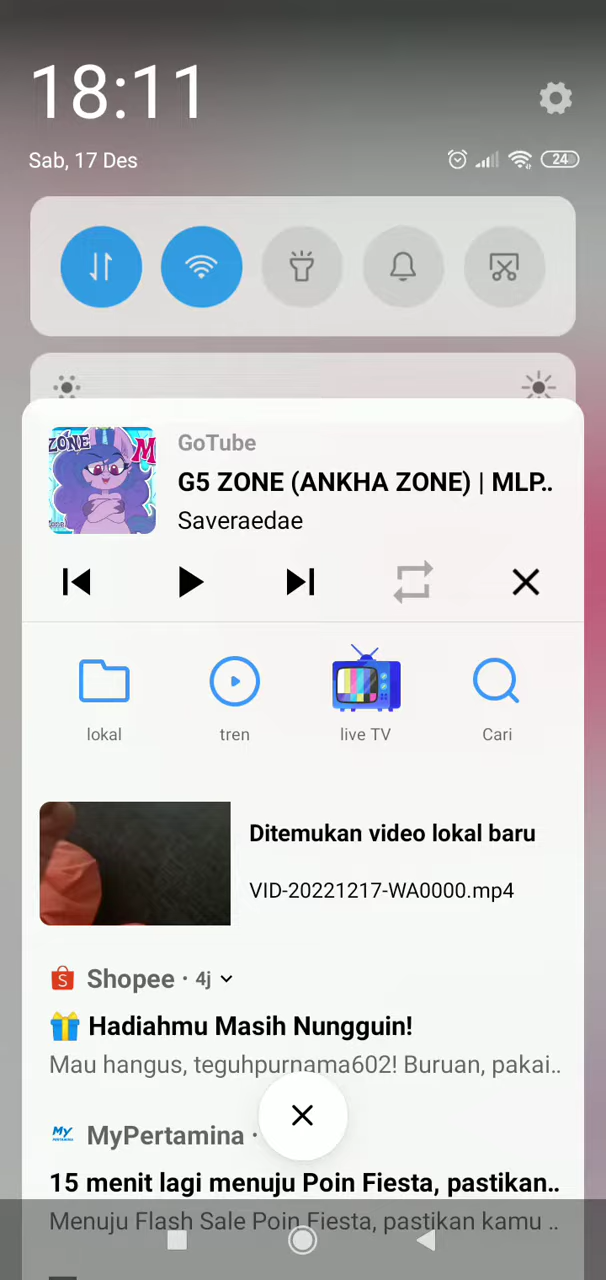 18:11
Sab, 17 Des
24
ZONE M
GoTube
G5 ZONE (ANKHA ZONE) | MLP..
Saveraedae
lokal
tren
live TV
Cari
Ditemukan video lokal baru
VID-20221217-WA0000.mp4
Shopee · 4j
Hadiahmu Masih Nungguin!
Mau hangus, teguhpurnama602! Buruan, pakai..
MY MyPertamina ·
15 menit lagi menuju Poin Fiesta, pastikan..
Menuju Flash Sale Poin Fiesta, pastikan kamu ..